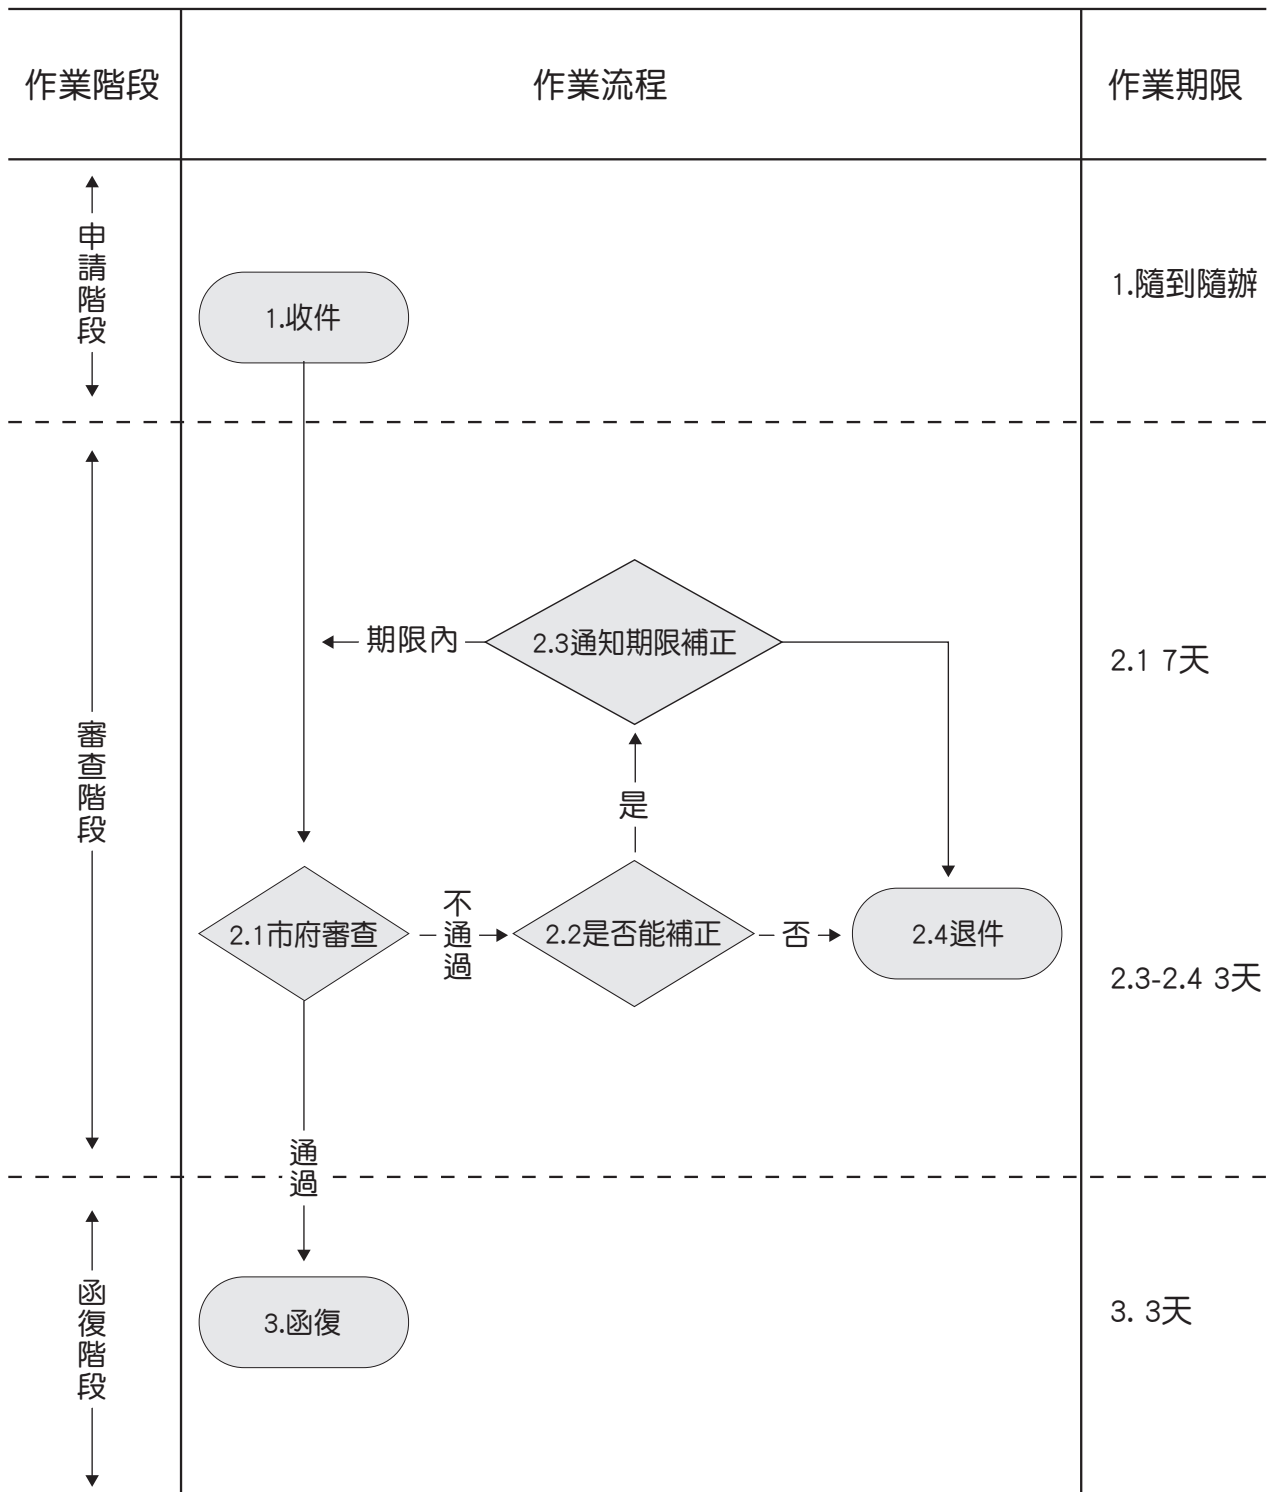 作業階段
作業流程
作業期限
申請階段
1.收件
1.隨到隨辦
審查階段
期限內
2.3通知期限補正
2.1 7天
是
2.1市府審查
不通過
2.2是否能補正
否
2.4退件
2.3-2.4 3天
通過
函復階段
3.函復
3. 3天